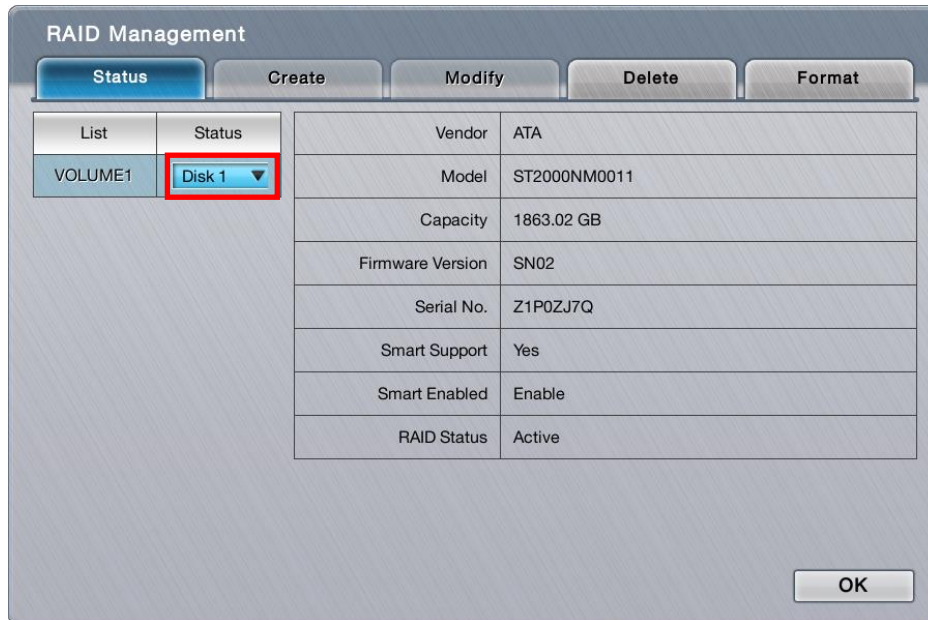 RAID Management
Status Create Modify Delete Format
List Status
VOLUME1 Disk 1
Vendor ATA
Model ST2000NM0011
Capacity 1863.02 GB
Firmware Version SN02
Serial No. Z1P0ZJ7Q
Smart Support Yes
Smart Enabled Enable
RAID Status Active
OK